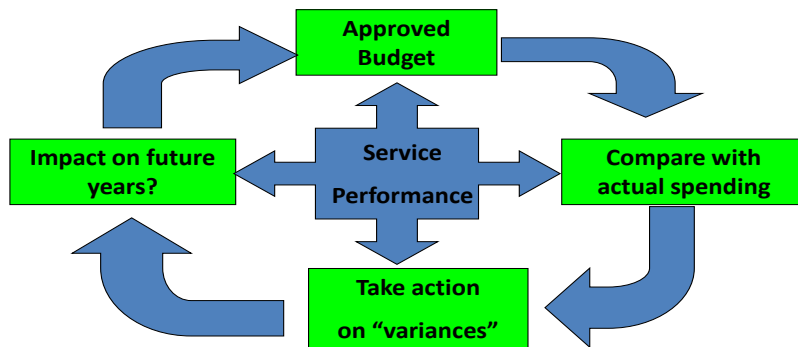 Approved
Budget
Impact on future
years?
Service
Performance
Compare with
actual spending
Take action
on “variances”